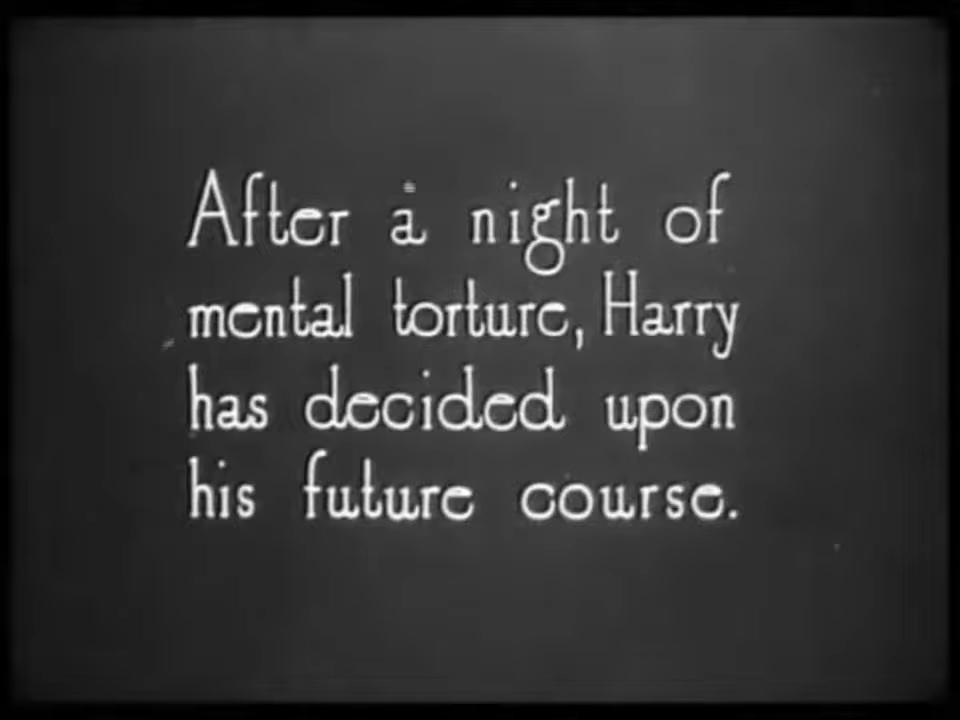 After a night of
mental torture, Harry
has decided upon
his future course.